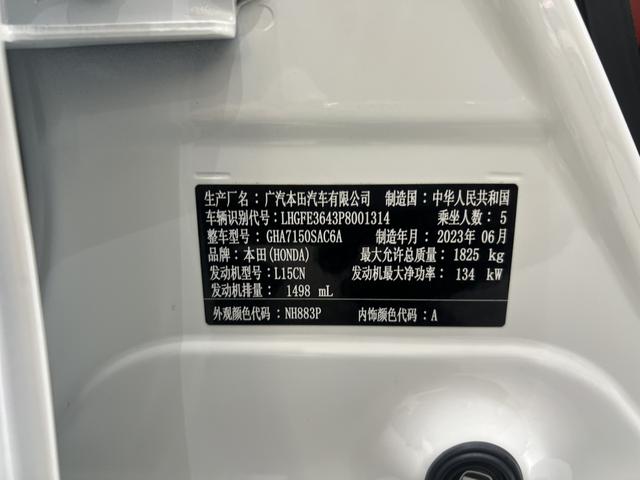 生产厂名：广汽本田汽车有限公司 制造国：中华人民共和国
车辆识别代号：LHGFE3643P8001314 乘坐人数：5
整车型号：GHA7150SAC6A 制造年月：2023年06月
品牌：本田(HONDA) 最大允许总质量：1825 kg
发动机型号：L15CN 发动机最大净功率：134 kW
发动机排量：1498 mL
外观颜色代码：NH883P 内饰颜色代码：A